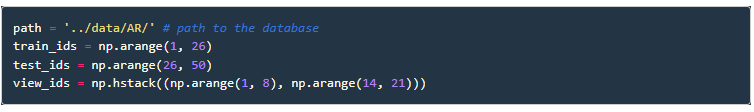 path = '../data/AR/' # path to the database
train_ids = np.arange(1, 26)
test_ids = np.arange(26, 50)
view_ids = np.hstack((np.arange(1, 8), np.arange(14, 21)))